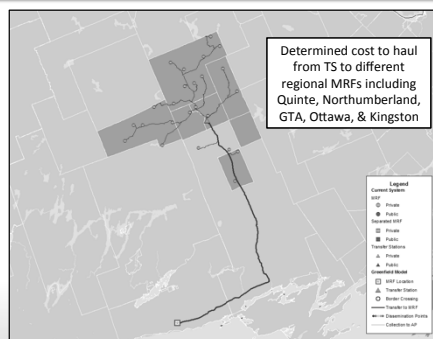 Determined cost to haul
from TS to different
regional MRFs including
Quinte, Northumberland,
GTA, Ottawa, & Kingston
Legend
Current System
MRF
Private
Public
Separated MRF
Private
Public
Transfer Stations
Private
Public
Greenfield Model
MRF Location
Transfer Station
Border Crossing
Transfer to MRF
Dissemination Points
Collection to AP